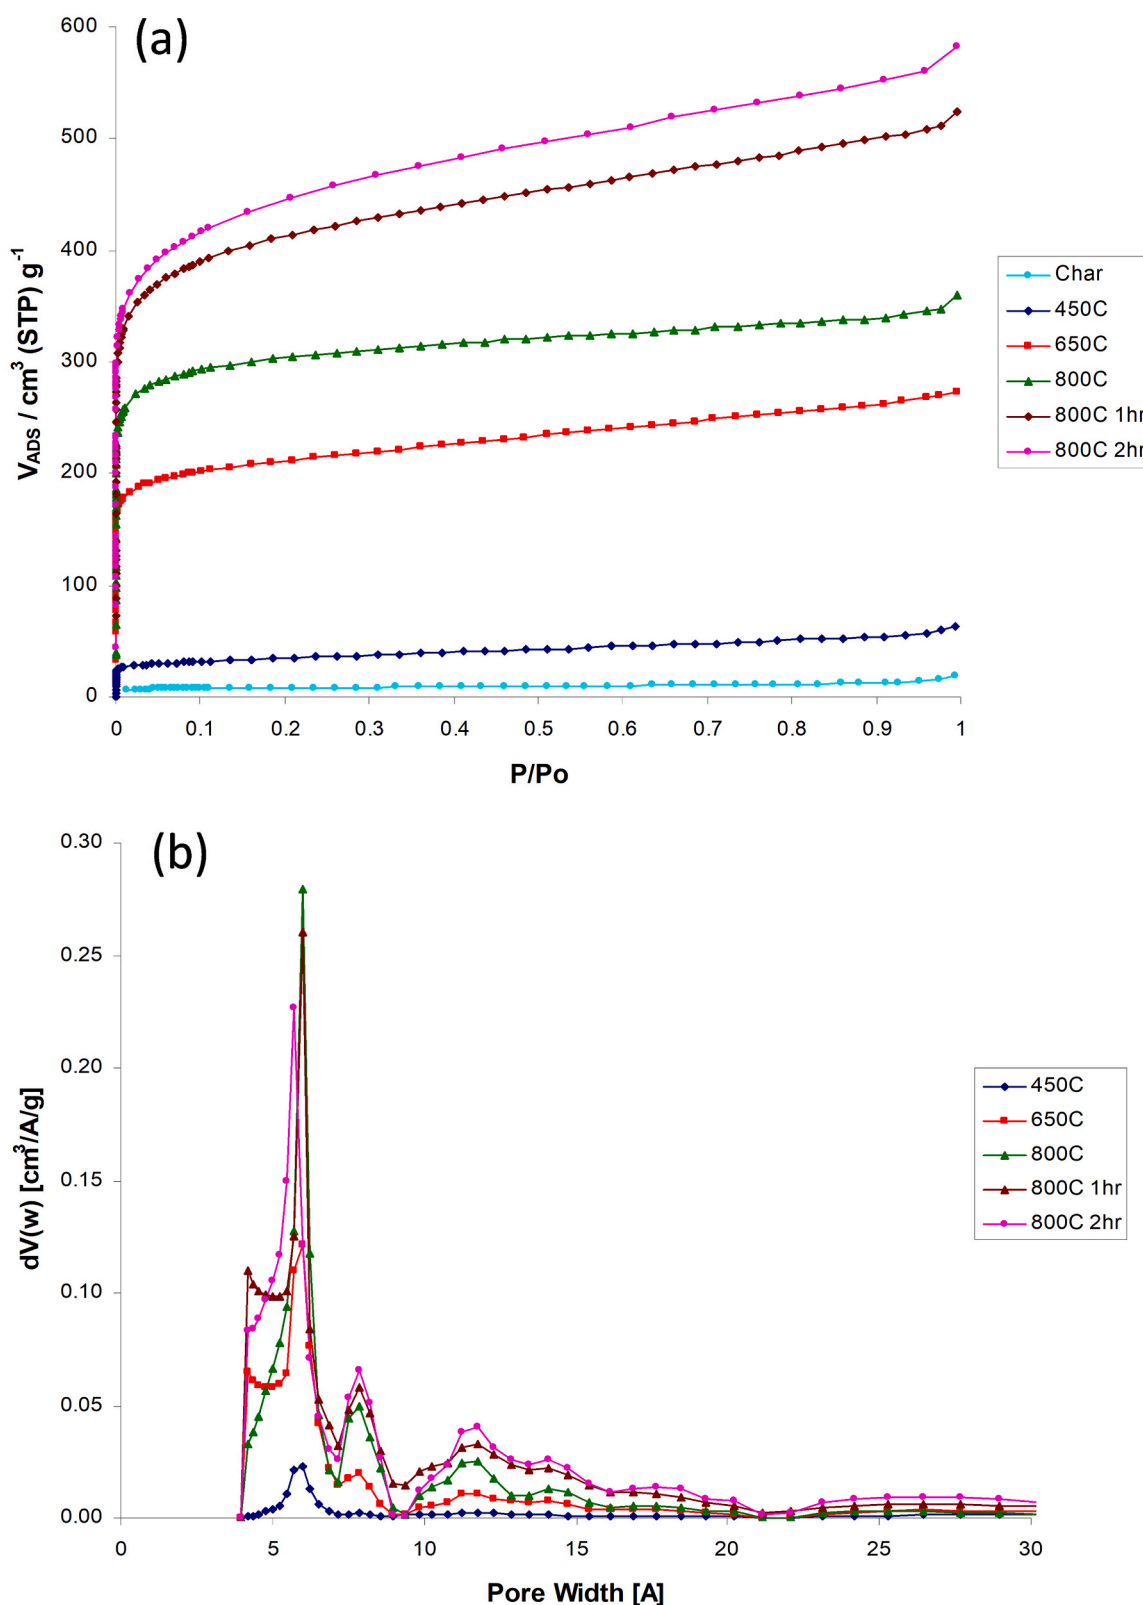 (a)
600
500
400
300
200
100
0
V_ADS / cm³ (STP) g⁻¹
0 0.1 0.2 0.3 0.4 0.5 0.6 0.7 0.8 0.9 1
P/Po
Char
450C
650C
800C
800C 1hr
800C 2hr
(b)
0.30
0.25
0.20
0.15
0.10
0.05
0.00
dV(w) [cm³/A/g]
0 5 10 15 20 25 30
Pore Width [A]
450C
650C
800C
800C 1hr
800C 2hr